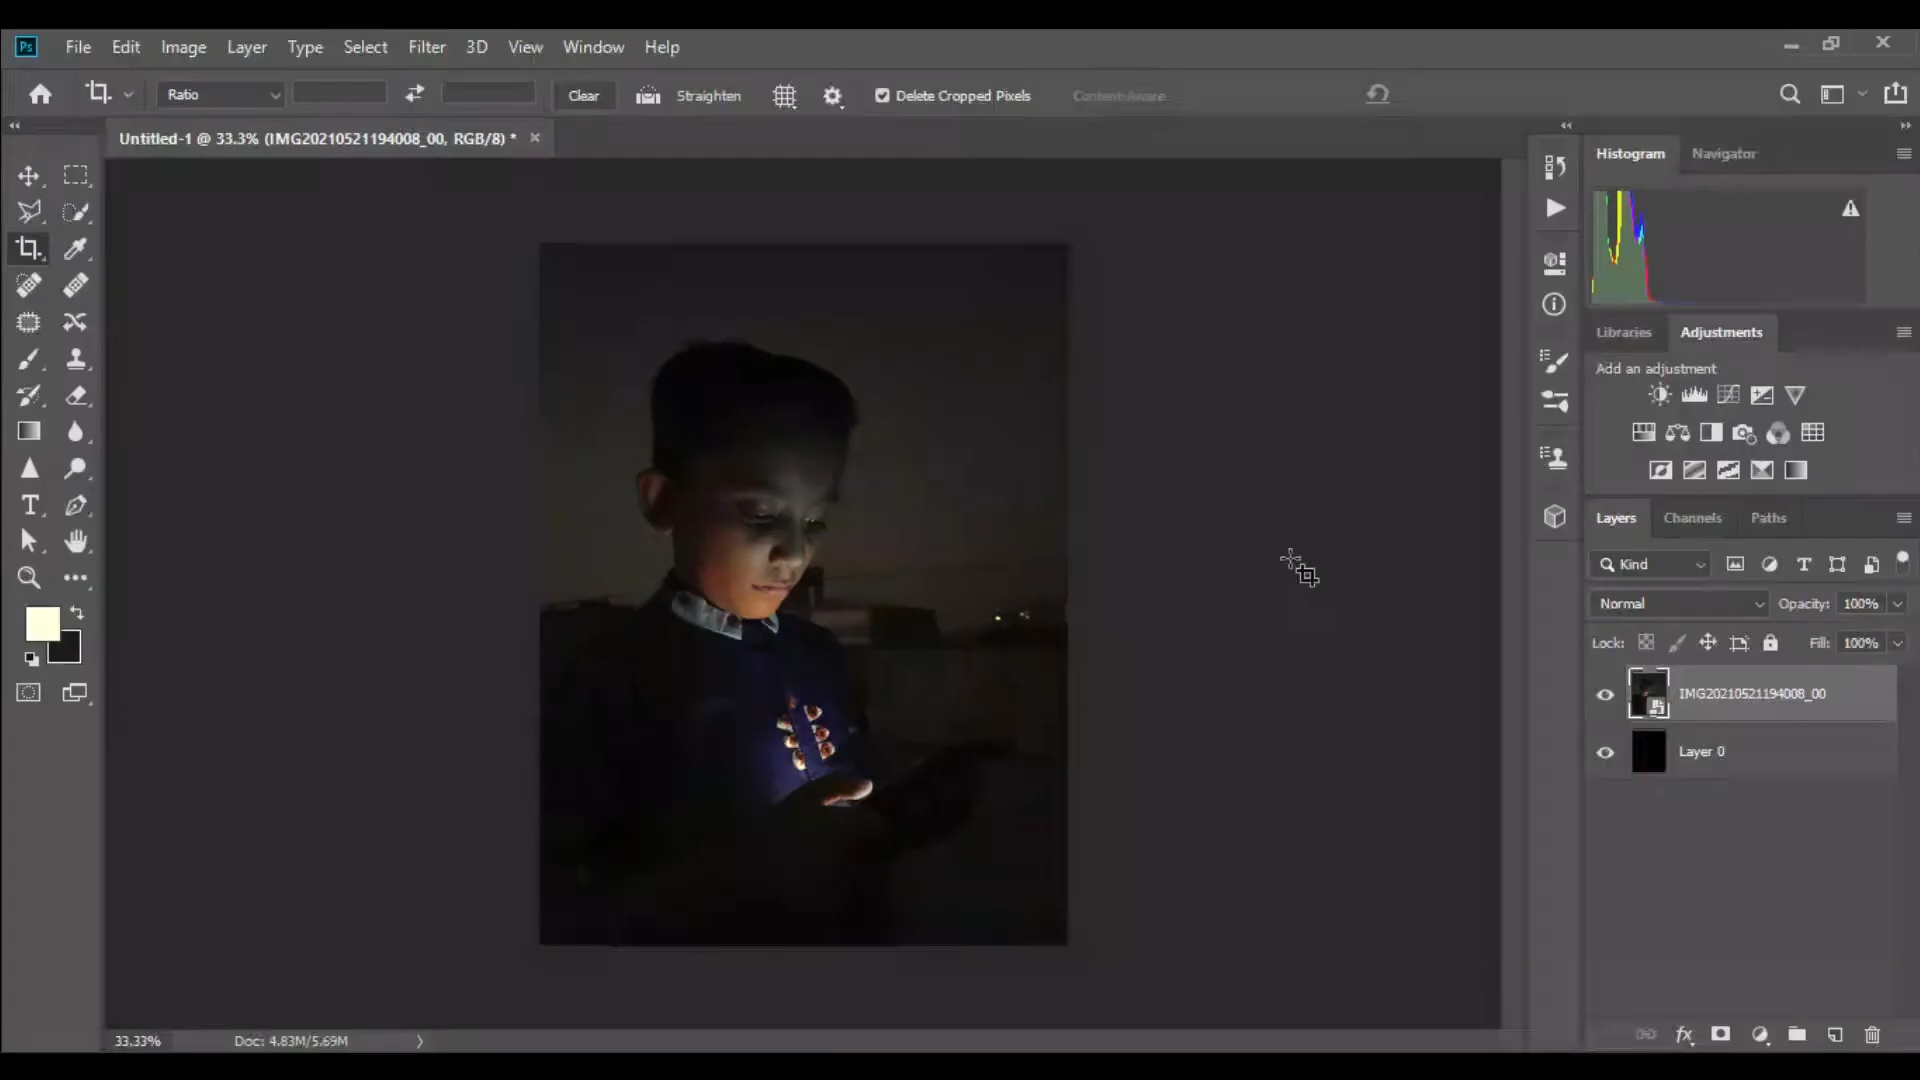 Ps File Edit Image Layer Type Select Filter 3D View Window Help
Ratio Clear Straighten Delete Cropped Pixels Content-Aware
Untitled-1 @ 33.3% (IMG20210521194008_00, RGB/8) *
Histogram Navigator
Libraries Adjustments
Add an adjustment
Layers Channels Paths
Kind
Normal Opacity: 100%
Lock: Fill: 100%
IMG20210521194008_00
Layer 0
33.33% Doc: 4.83M/5.69M